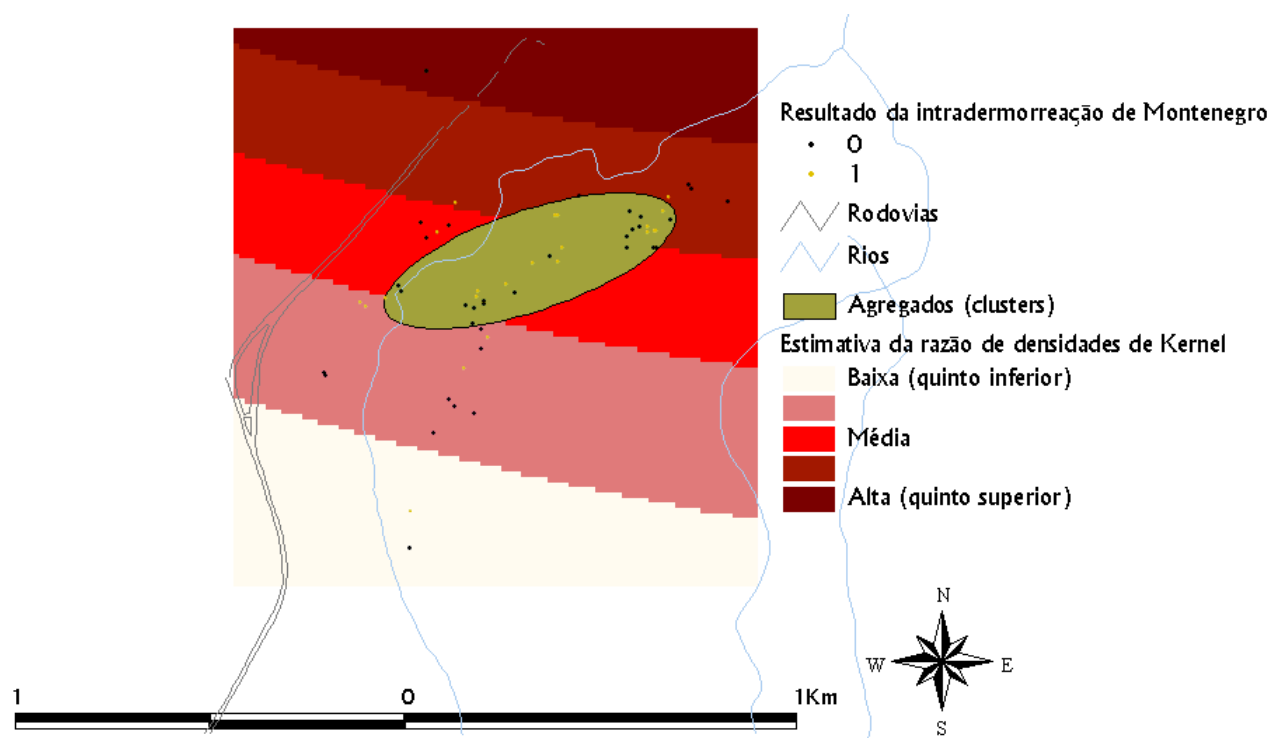 Resultado da intradermorreação de Montenegro
0
1
Rodovias
Rios
Agregados (clusters)
Estimativa da razão de densidades de Kernel
Baixa (quinto inferior)
Média
Alta (quinto superior)
N
W E
S
1 0 1Km